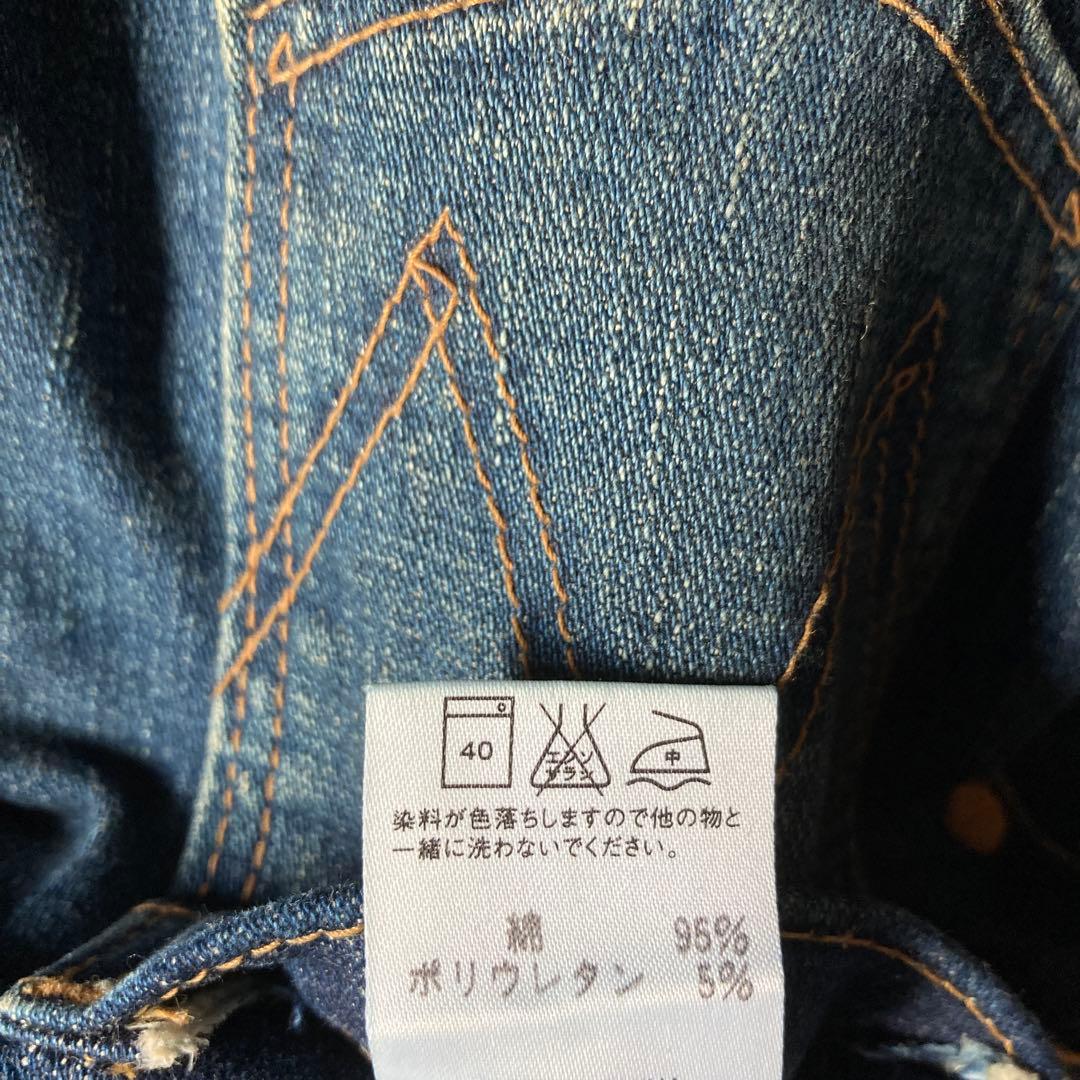 40 エンソサラシ 中
染料が色落ちしますので他の物と
一緒に洗わないでください。
綿 95%
ポリウレタン 5%